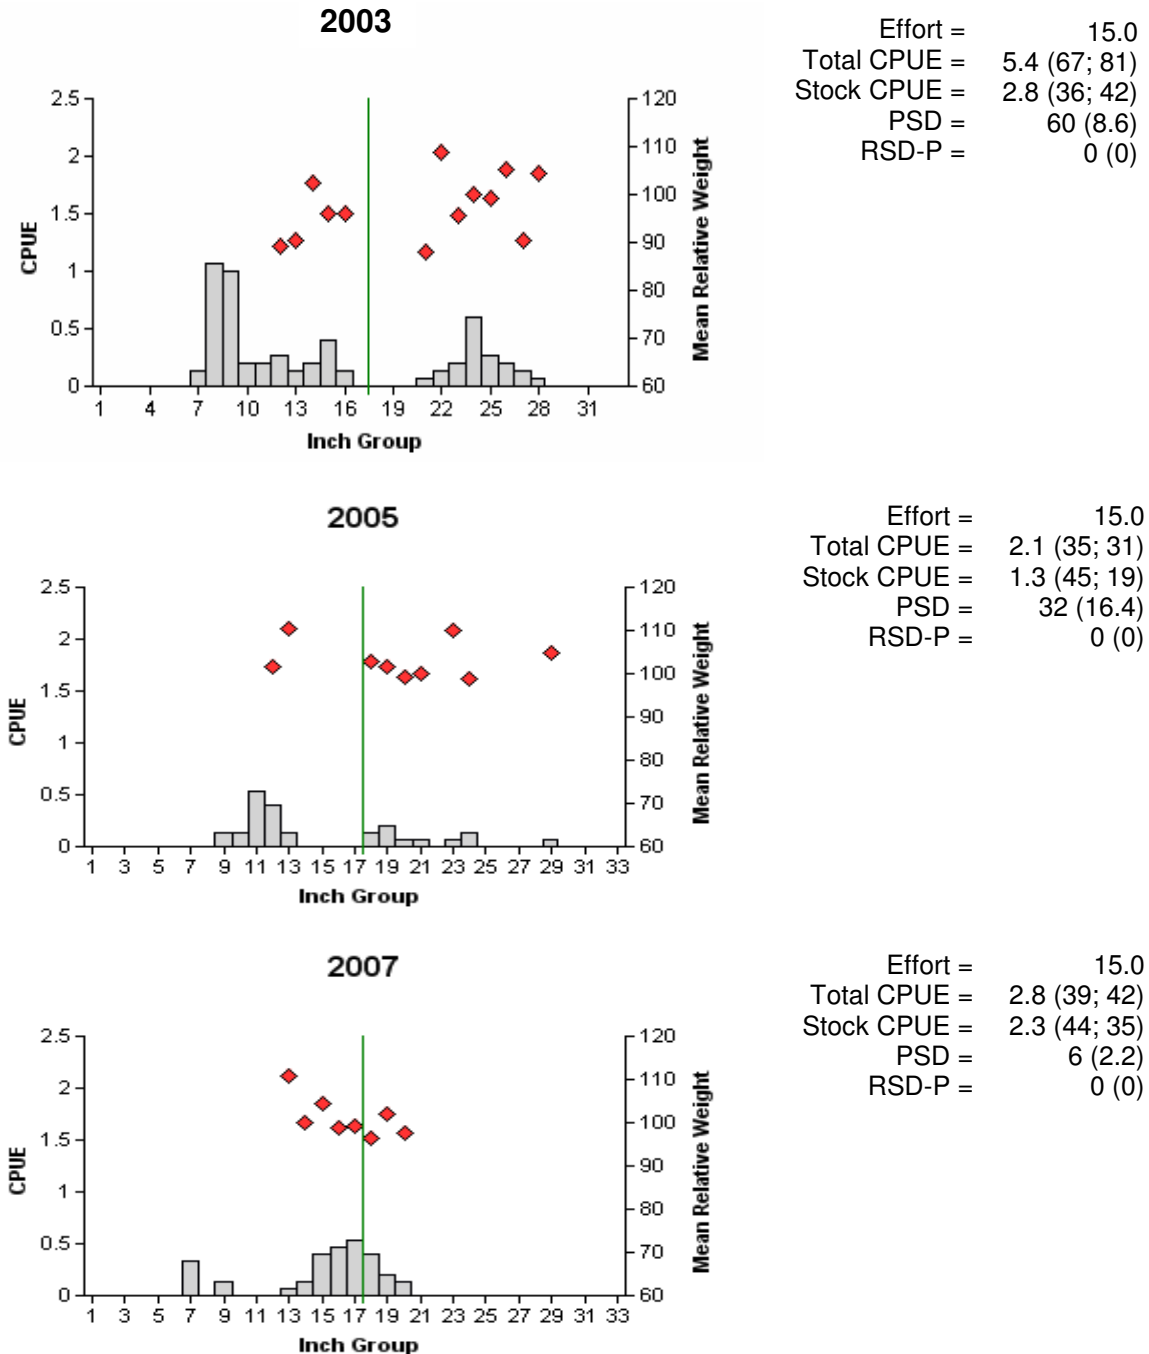 2003
Effort = 15.0
Total CPUE = 5.4 (67; 81)
Stock CPUE = 2.8 (36; 42)
PSD = 60 (8.6)
RSD-P = 0 (0)
2.5 120
2 110
1.5 100
90
1 80
0.5 70
0 60
CPUE
Mean Relative Weight
1 4 7 10 13 16 19 22 25 28 31
Inch Group
2005
Effort = 15.0
Total CPUE = 2.1 (35; 31)
Stock CPUE = 1.3 (45; 19)
PSD = 32 (16.4)
RSD-P = 0 (0)
2.5 120
2 110
1.5 100
90
1 80
0.5 70
0 60
CPUE
Mean Relative Weight
1 3 5 7 9 11 13 15 17 19 21 23 25 27 29 31 33
Inch Group
2007
Effort = 15.0
Total CPUE = 2.8 (39; 42)
Stock CPUE = 2.3 (44; 35)
PSD = 6 (2.2)
RSD-P = 0 (0)
2.5 120
2 110
1.5 100
90
1 80
0.5 70
0 60
CPUE
Mean Relative Weight
1 3 5 7 9 11 13 15 17 19 21 23 25 27 29 31 33
Inch Group